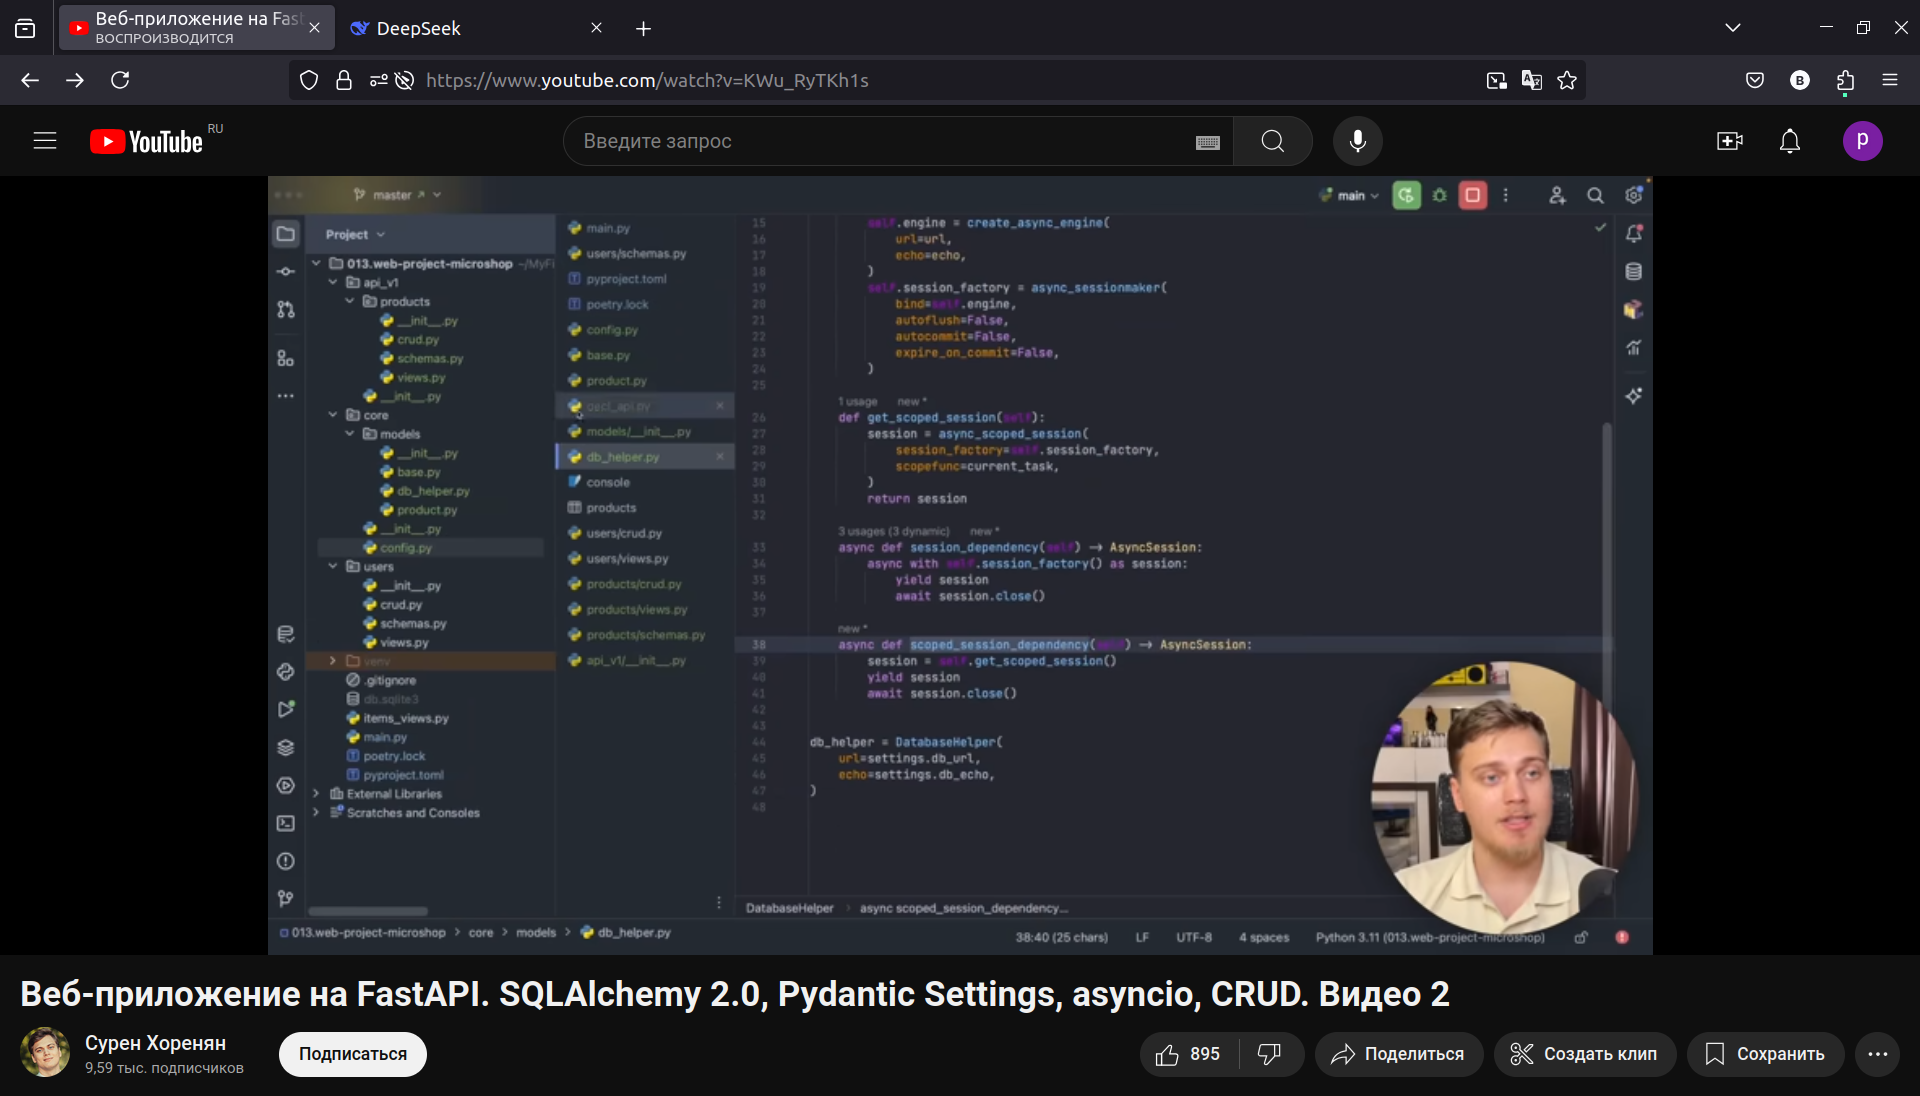 Веб-приложение на Fast
ВОСПРОИЗВОДИТСЯ
DeepSeek
https://www.youtube.com/watch?v=KWu_RyTKh1s
YouTube RU
Введите запрос
p
master
main
Project
013.web-project-microshop ~/MyFi
api_v1
products
__init__.py
crud.py
schemas.py
views.py
__init__.py
core
models
__init__.py
base.py
db_helper.py
product.py
__init__.py
config.py
users
__init__.py
crud.py
schemas.py
views.py
venv
.gitignore
db.sqlite3
items_views.py
main.py
poetry.lock
pyproject.toml
External Libraries
Scratches and Consoles
main.py
users/schemas.py
pyproject.toml
poetry.lock
config.py
base.py
product.py
models/__init__.py
db_helper.py
console
products
users/crud.py
users/views.py
products/crud.py
products/views.py
products/schemas.py
api_v1/__init__.py
15 self.engine = create_async_engine(
16 url=url,
17 echo=echo,
18 )
19 self.session_factory = async_sessionmaker(
20 bind=self.engine,
21 autoflush=False,
22 autocommit=False,
23 expire_on_commit=False,
24 )
25
1 usage new *
26 def get_scoped_session(self):
27 session = async_scoped_session(
28 session_factory=self.session_factory,
29 scopefunc=current_task,
30 )
31 return session
32
3 usages (3 dynamic) new *
33 async def session_dependency(self) → AsyncSession:
34 async with self.session_factory() as session:
35 yield session
36 await session.close()
37
new *
38 async def scoped_session_dependency(self) → AsyncSession:
39 session = self.get_scoped_session()
40 yield session
41 await session.close()
42
43
44 db_helper = DatabaseHelper(
45 url=settings.db_url,
46 echo=settings.db_echo,
47 )
48
DatabaseHelper › async scoped_session_dependency...
013.web-project-microshop › core › models › db_helper.py
38:40 (25 chars) LF UTF-8 4 spaces Python 3.11 (013.web-project-microshop)
Веб-приложение на FastAPI. SQLAlchemy 2.0, Pydantic Settings, asyncio, CRUD. Видео 2
Сурен Хоренян
9,59 тыс. подписчиков
Подписаться
895
Поделиться
Создать клип
Сохранить